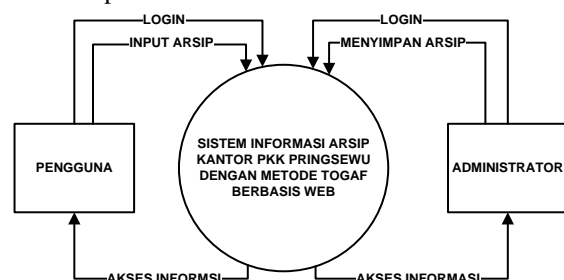 LOGIN
LOGIN
INPUT ARSIP
MENYIMPAN ARSIP
SISTEM INFORMASI ARSIP
KANTOR PKK PRINGSEWU
DENGAN METODE TOGAF
BERBASIS WEB
PENGGUNA
ADMINISTRATOR
AKSES INFORMSI
AKSES INFORMASI